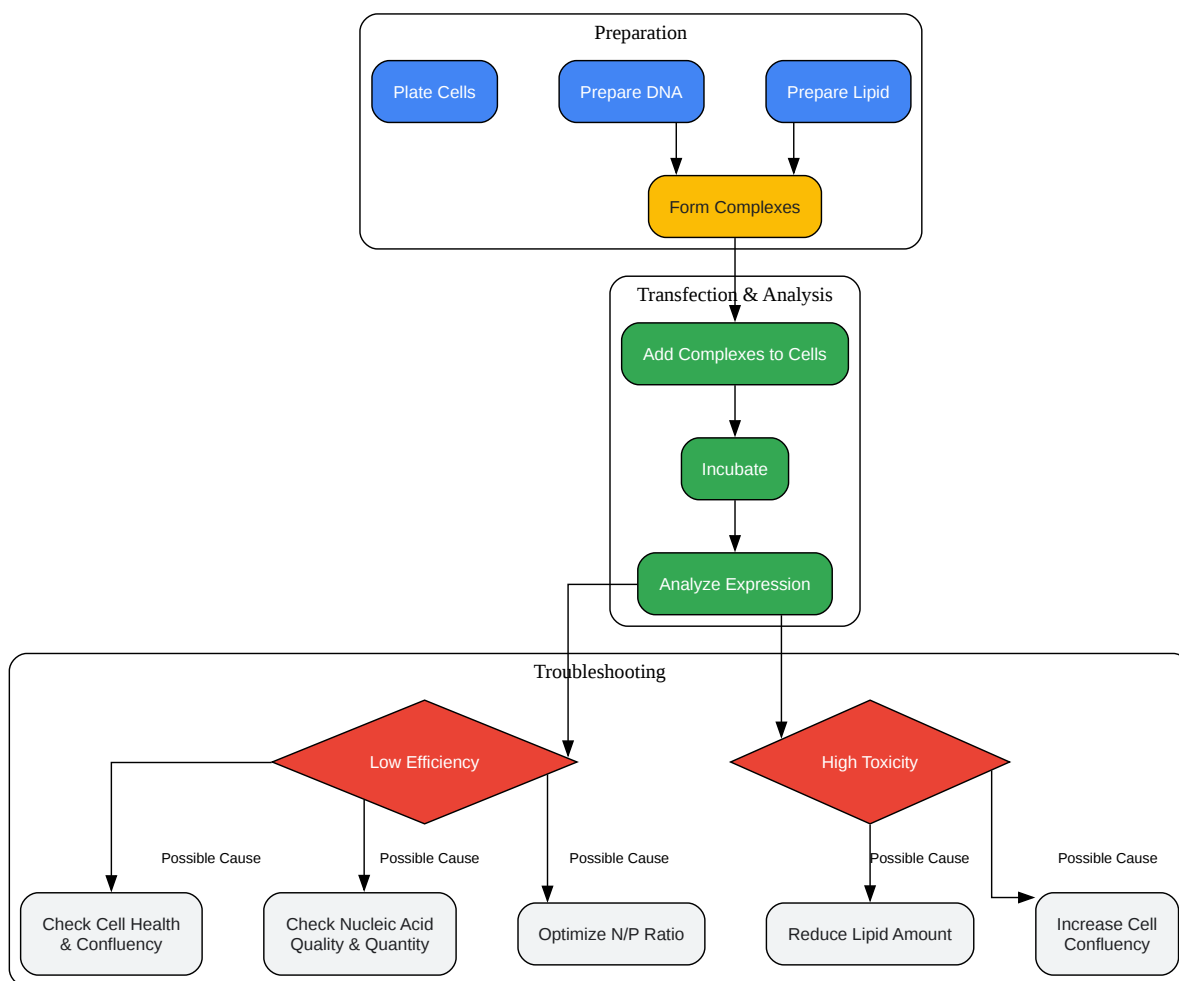 Preparation
Plate Cells
Prepare DNA
Prepare Lipid
Form Complexes
Transfection & Analysis
Add Complexes to Cells
Incubate
Analyze Expression
Troubleshooting
Low Efficiency
High Toxicity
Possible Cause
Possible Cause
Possible Cause
Possible Cause
Possible Cause
Check Cell Health
& Confluency
Check Nucleic Acid
Quality & Quantity
Optimize N/P Ratio
Reduce Lipid Amount
Increase Cell
Confluency